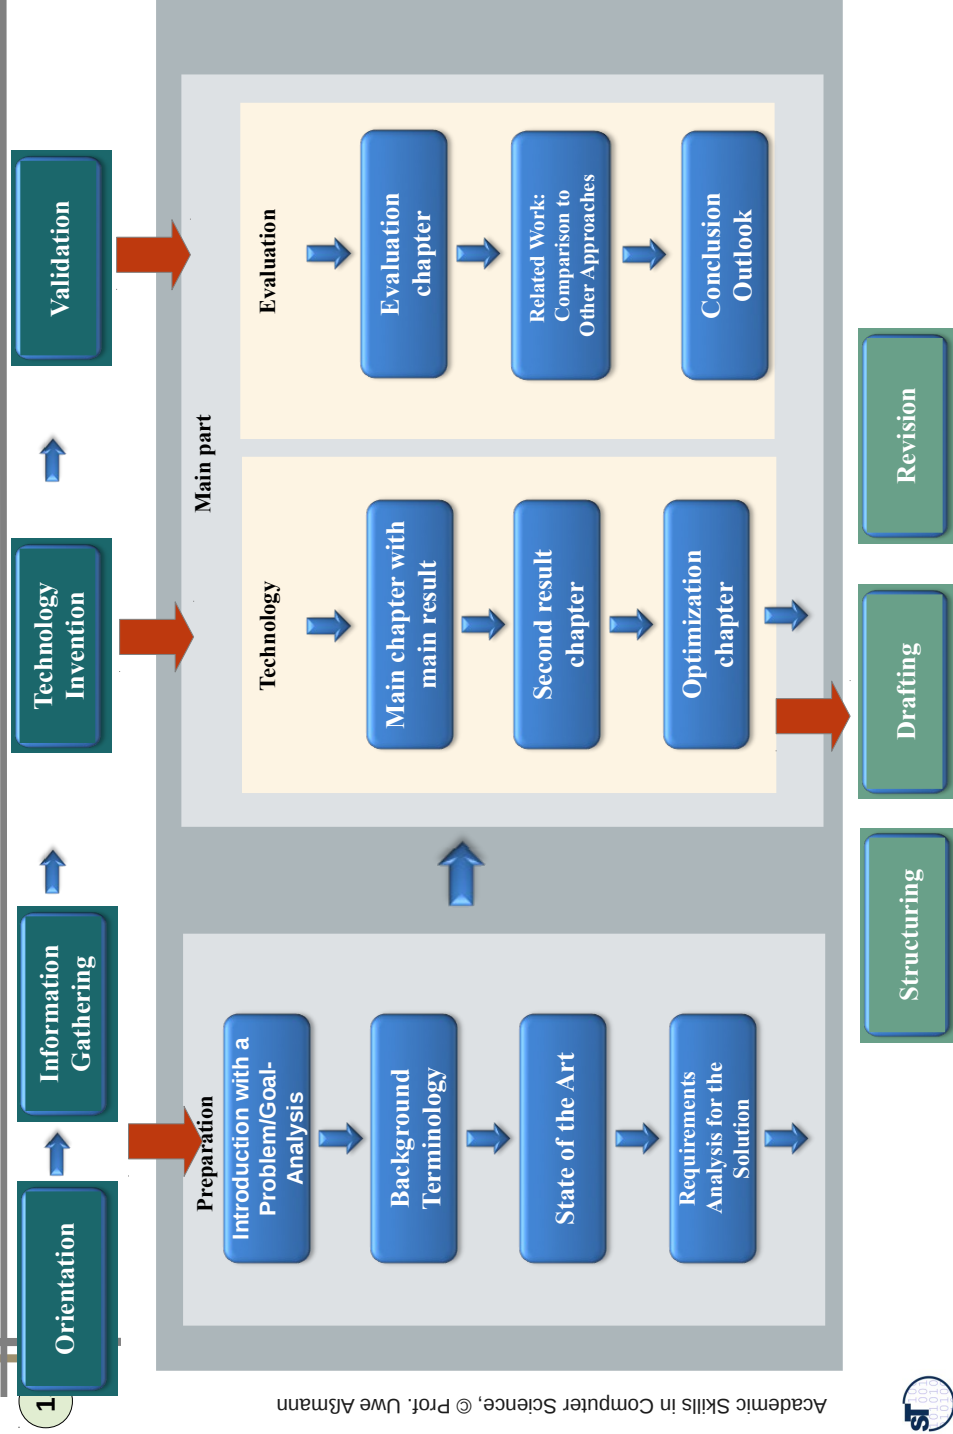 Orientation
Information
Gathering
Technology
Invention
Validation
Preparation
Introduction with a
Problem/Goal-
Analysis
Background
Terminology
State of the Art
Requirements
Analysis for the
Solution
Main part
Technology
Main chapter with
main result
Second result
chapter
Optimization
chapter
Evaluation
Evaluation
chapter
Related Work:
Comparison to
Other Approaches
Conclusion
Outlook
Structuring
Drafting
Revision
1
Academic Skills in Computer Science, © Prof. Uwe Aßmann
ST